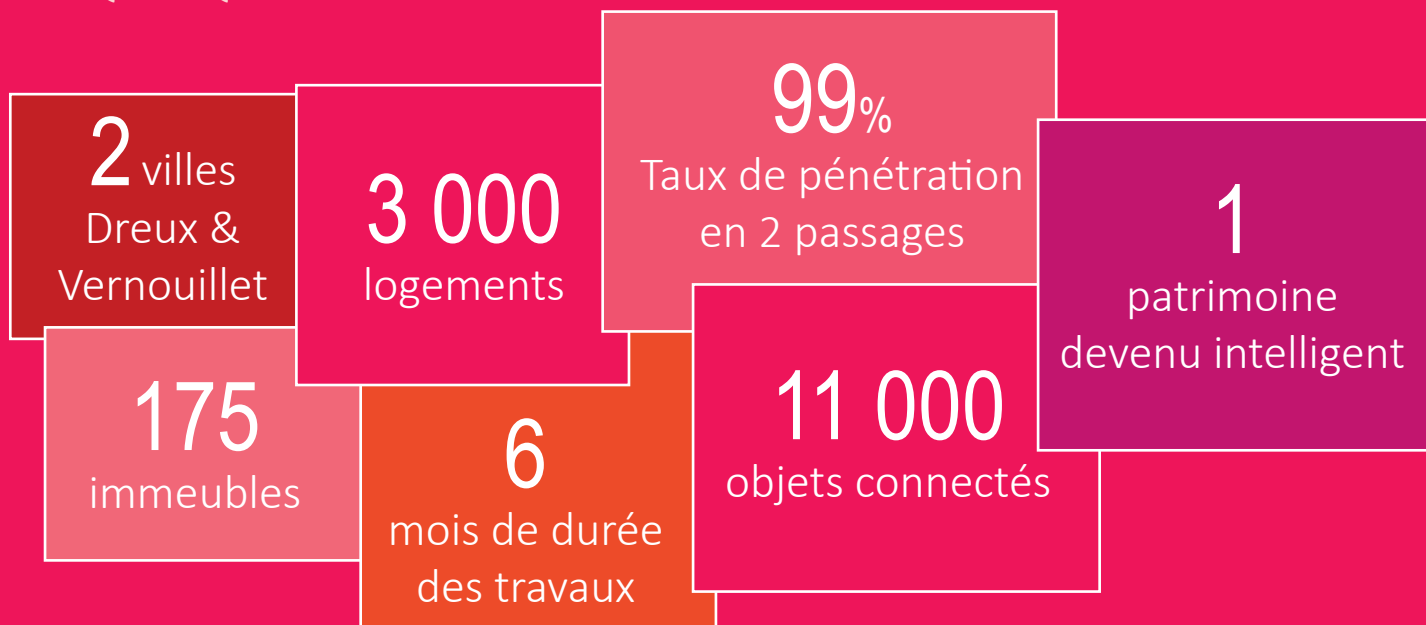 2 villes
Dreux &
Vernouillet
3 000
logements
99%
Taux de pénétration
en 2 passages
1
patrimoine
devenu intelligent
175
immeubles
6
mois de durée
des travaux
11 000
objets connectés